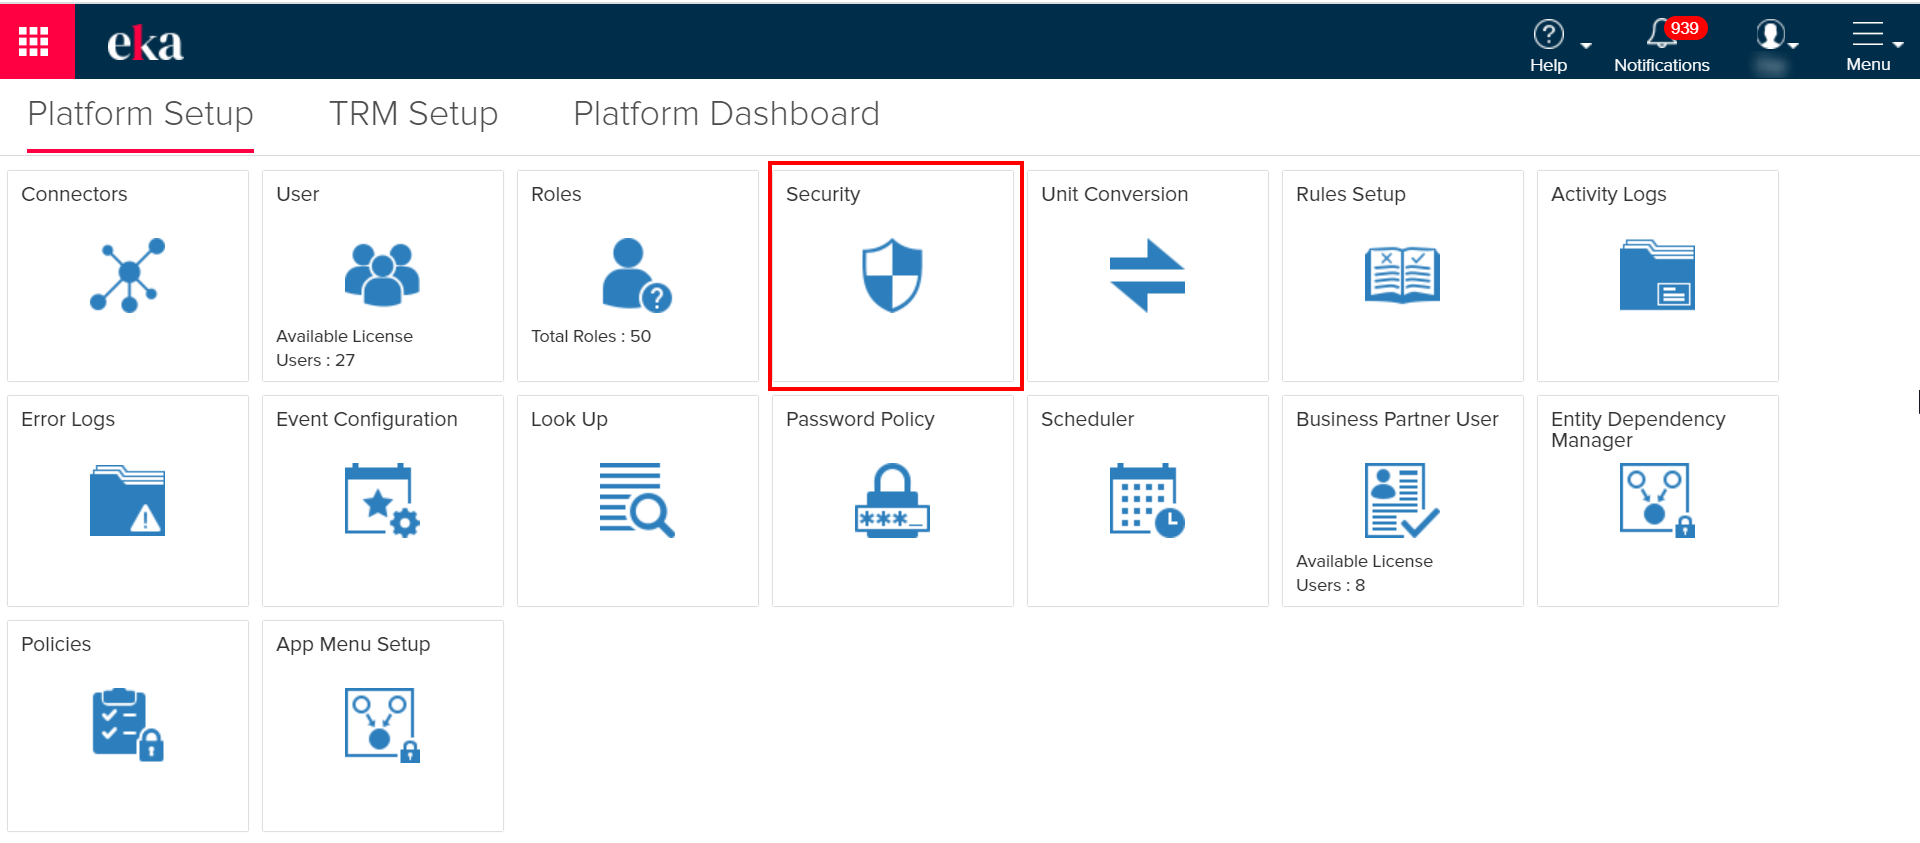 eka
Help
939
Notifications
Menu
Platform Setup
TRM Setup
Platform Dashboard
Connectors
User
Available License
Users : 27
Roles
?
Total Roles : 50
Security
Unit Conversion
Rules Setup
Activity Logs
Error Logs
Event Configuration
Look Up
Password Policy
***_
Scheduler
Business Partner User
Available License
Users : 8
Entity Dependency
Manager
Policies
App Menu Setup